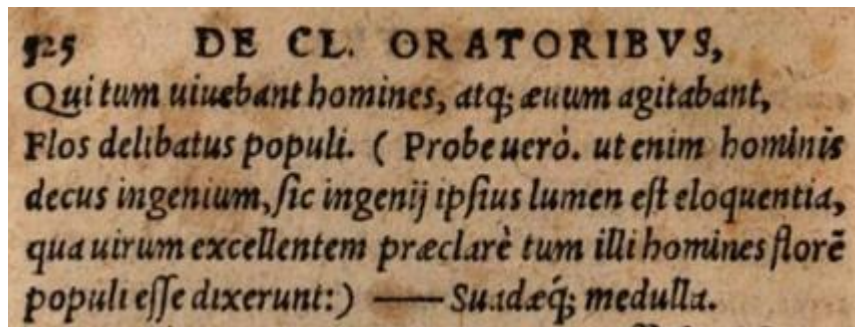 525 DE CL. ORATORIBVS,
Qui tum uiuebant homines, atq; æuum agitabant,
Flos delibatus populi. ( Probe uerò. ut enim hominis
decus ingenium, ſic ingenij ipſius lumen eſt eloquentia,
qua uirum excellentem præclarè tum illi homines florē
populi eſſe dixerunt:) —— Suadæq́; medulla.